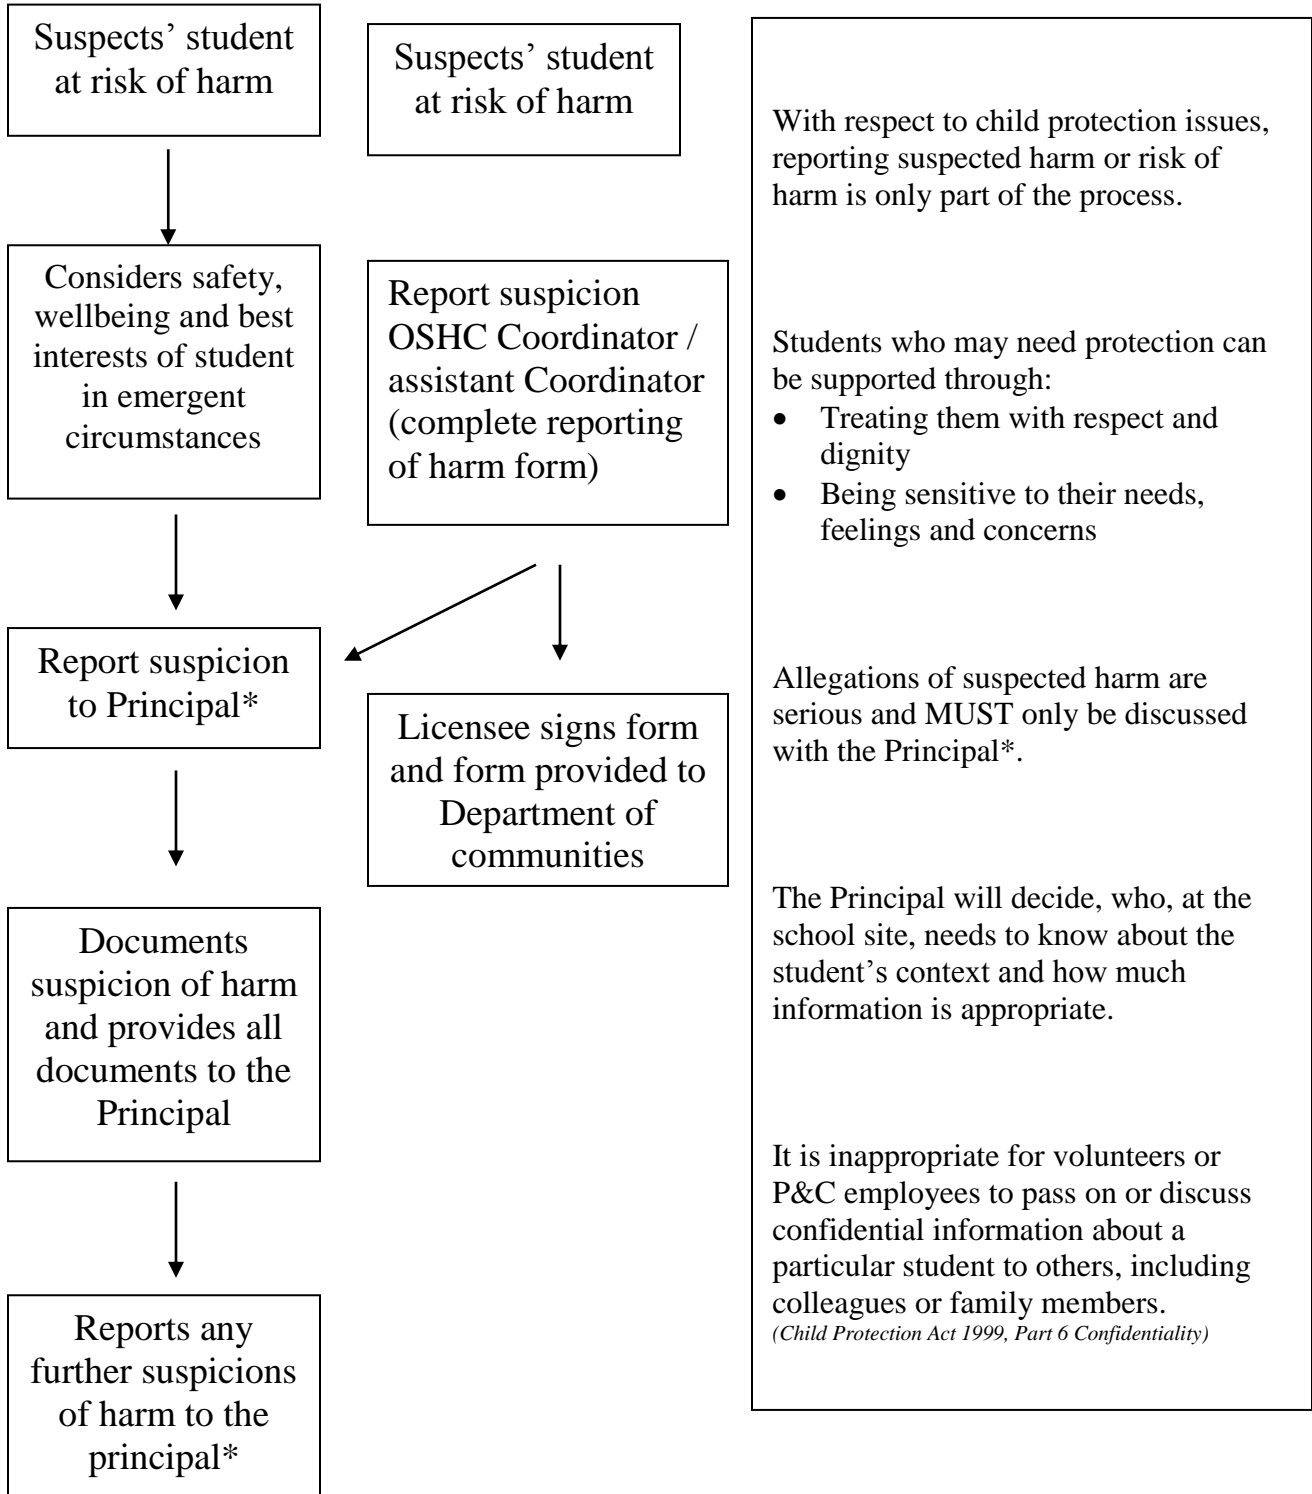 Suspects’ student
at risk of harm
Considers safety,
wellbeing and best
interests of student
in emergent
circumstances
Report suspicion
to Principal*
Documents
suspicion of harm
and provides all
documents to the
Principal
Reports any
further suspicions
of harm to the
principal*
Suspects’ student
at risk of harm
Report suspicion
OSHC Coordinator /
assistant Coordinator
(complete reporting
of harm form)
Licensee signs form
and form provided to
Department of
communities
With respect to child protection issues,
reporting suspected harm or risk of
harm is only part of the process.
Students who may need protection can
be supported through:
• Treating them with respect and
dignity
• Being sensitive to their needs,
feelings and concerns
Allegations of suspected harm are
serious and MUST only be discussed
with the Principal*.
The Principal will decide, who, at the
school site, needs to know about the
student’s context and how much
information is appropriate.
It is inappropriate for volunteers or
P&C employees to pass on or discuss
confidential information about a
particular student to others, including
colleagues or family members.
(Child Protection Act 1999, Part 6 Confidentiality)